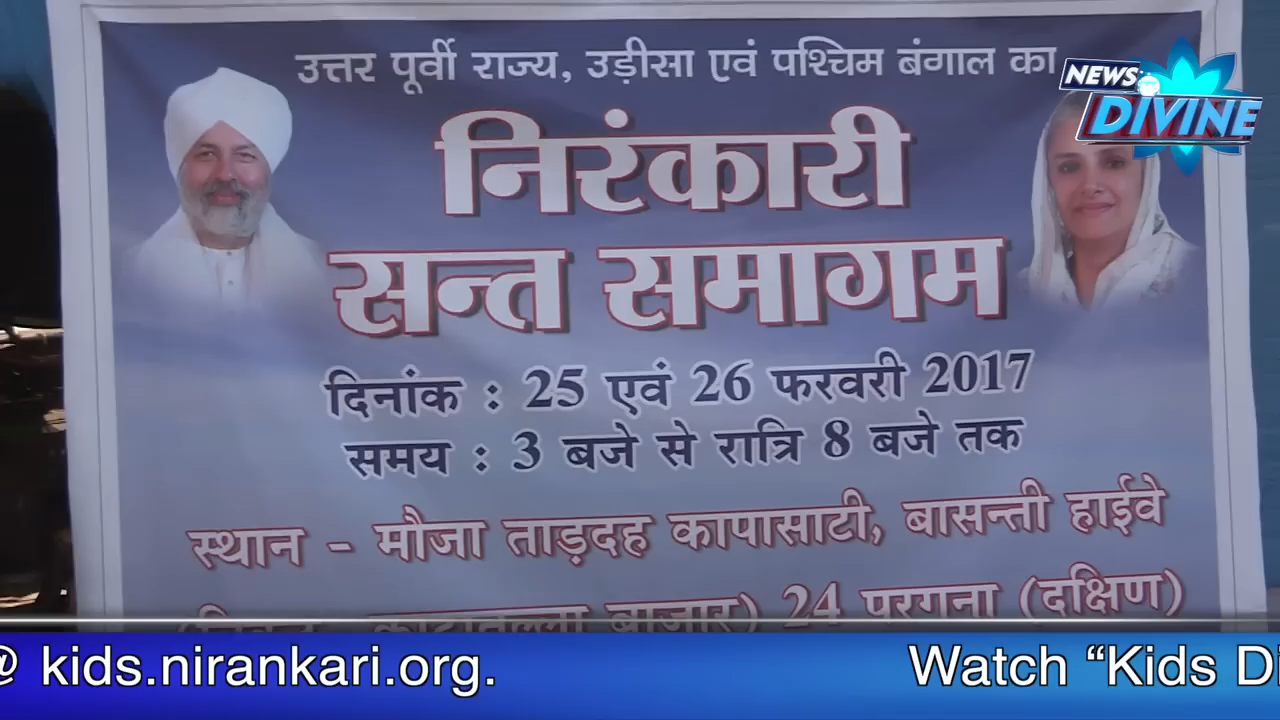 उत्तर पूर्वी राज्य, उड़ीसा एवं पश्चिम बंगाल का
NEWS
DIVINE
निरंकारी
सन्त समागम
दिनांक : 25 एवं 26 फरवरी 2017
समय : 3 बजे से रात्रि 8 बजे तक
स्थान - मौजा ताड़दह कापासाटी, बासन्ती हाईवे
बाजार) 24 परगना (दक्षिण)
@ kids.nirankari.org. Watch “Kids